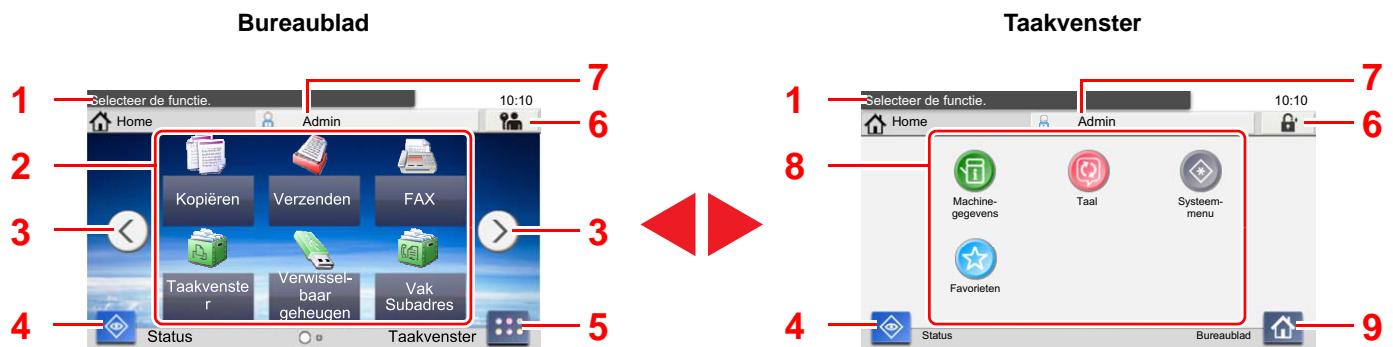 Bureaublad
Taakvenster
7
7
1
Selecteer de functie.
10:10
1
Selecteer de functie.
10:10
Home
Admin
6
Home
Admin
6
2
Kopiëren
Verzenden
FAX
8
Machine-
gegevens
Taal
Systeem-
menu
3
3
Taakvenste
r
Verwissel-
baar
geheugen
Vak
Subadres
Favorieten
4
Status
Taakvenster
5
4
Status
Bureaublad
9